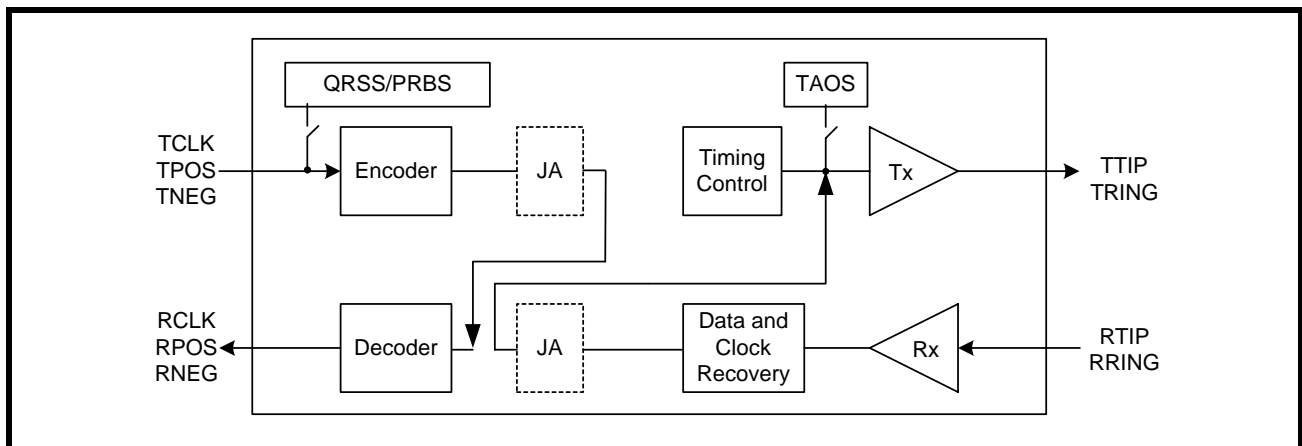 QRSS/PRBS
TAOS
TCLK
TPOS
TNEG
Encoder
JA
Timing
Control
Tx
TTIP
TRING
RCLK
RPOS
RNEG
Decoder
JA
Data and
Clock
Recovery
Rx
RTIP
RRING